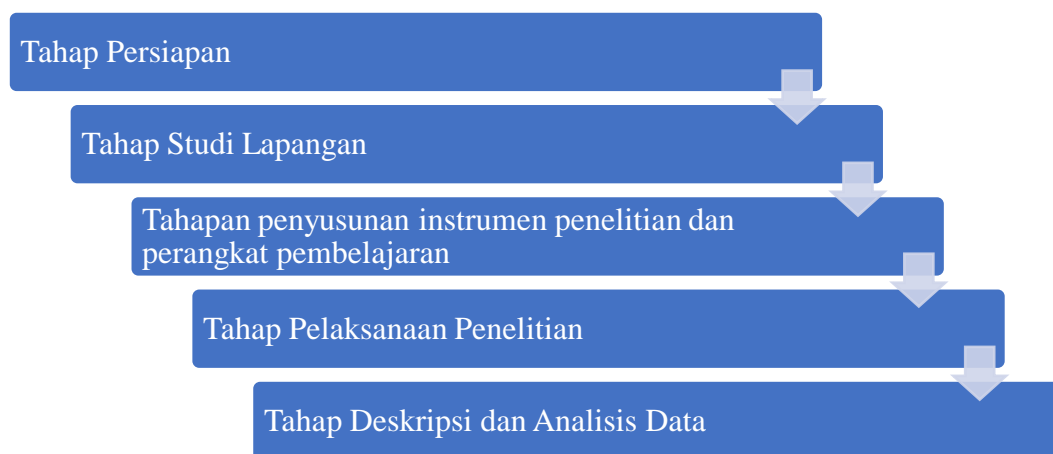 Tahap Persiapan
Tahap Studi Lapangan
Tahapan penyusunan instrumen penelitian dan
perangkat pembelajaran
Tahap Pelaksanaan Penelitian
Tahap Deskripsi dan Analisis Data